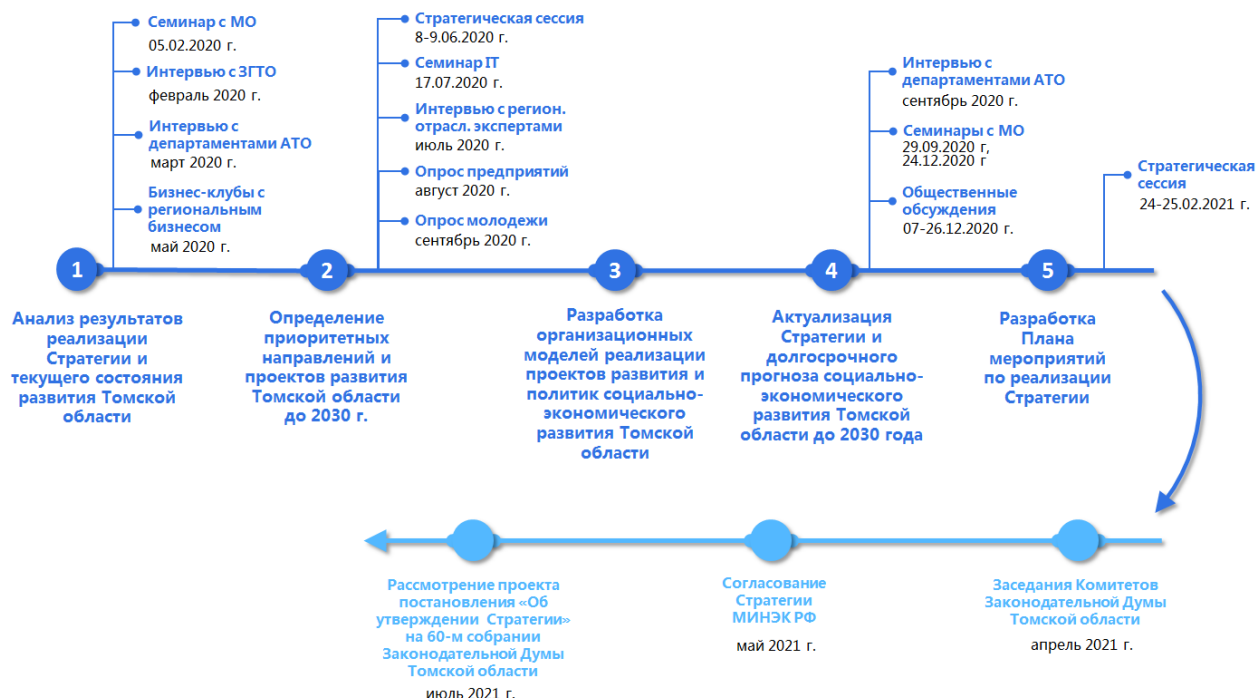 Семинар с МО
05.02.2020 г.
Интервью с ЗГТО
февраль 2020 г.
Интервью с
департаментами АТО
март 2020 г.
Бизнес-клубы с
региональным
бизнесом
май 2020 г.
Стратегическая сессия
8-9.06.2020 г.
Семинар IT
17.07.2020 г.
Интервью с регион.
отрасл. экспертами
июль 2020 г.
Опрос предприятий
август 2020 г.
Опрос молодежи
сентябрь 2020 г.
Интервью с
департаментами АТО
сентябрь 2020 г.
Семинары с МО
29.09.2020 г,
24.12.2020 г
Общественные
обсуждения
07-26.12.2020 г.
Стратегическая
сессия
24-25.02.2021 г.
1
Анализ результатов
реализации
Стратегии и
текущего состояния
развития Томской
области
2
Определение
приоритетных
направлений и
проектов развития
Томской области
до 2030 г.
3
Разработка
организационных
моделей реализации
проектов развития и
политик социально-
экономического
развития Томской
области
4
Актуализация
Стратегии и
долгосрочного
прогноза социально-
экономического
развития Томской
области до 2030 года
5
Разработка
Плана
мероприятий
по реализации
Стратегии
Заседания Комитетов
Законодательной Думы
Томской области
апрель 2021 г.
Согласование
Стратегии
МИНЭК РФ
май 2021 г.
Рассмотрение проекта
постановления «Об
утверждении Стратегии»
на 60-м собрании
Законодательной Думы
Томской области
июль 2021 г.